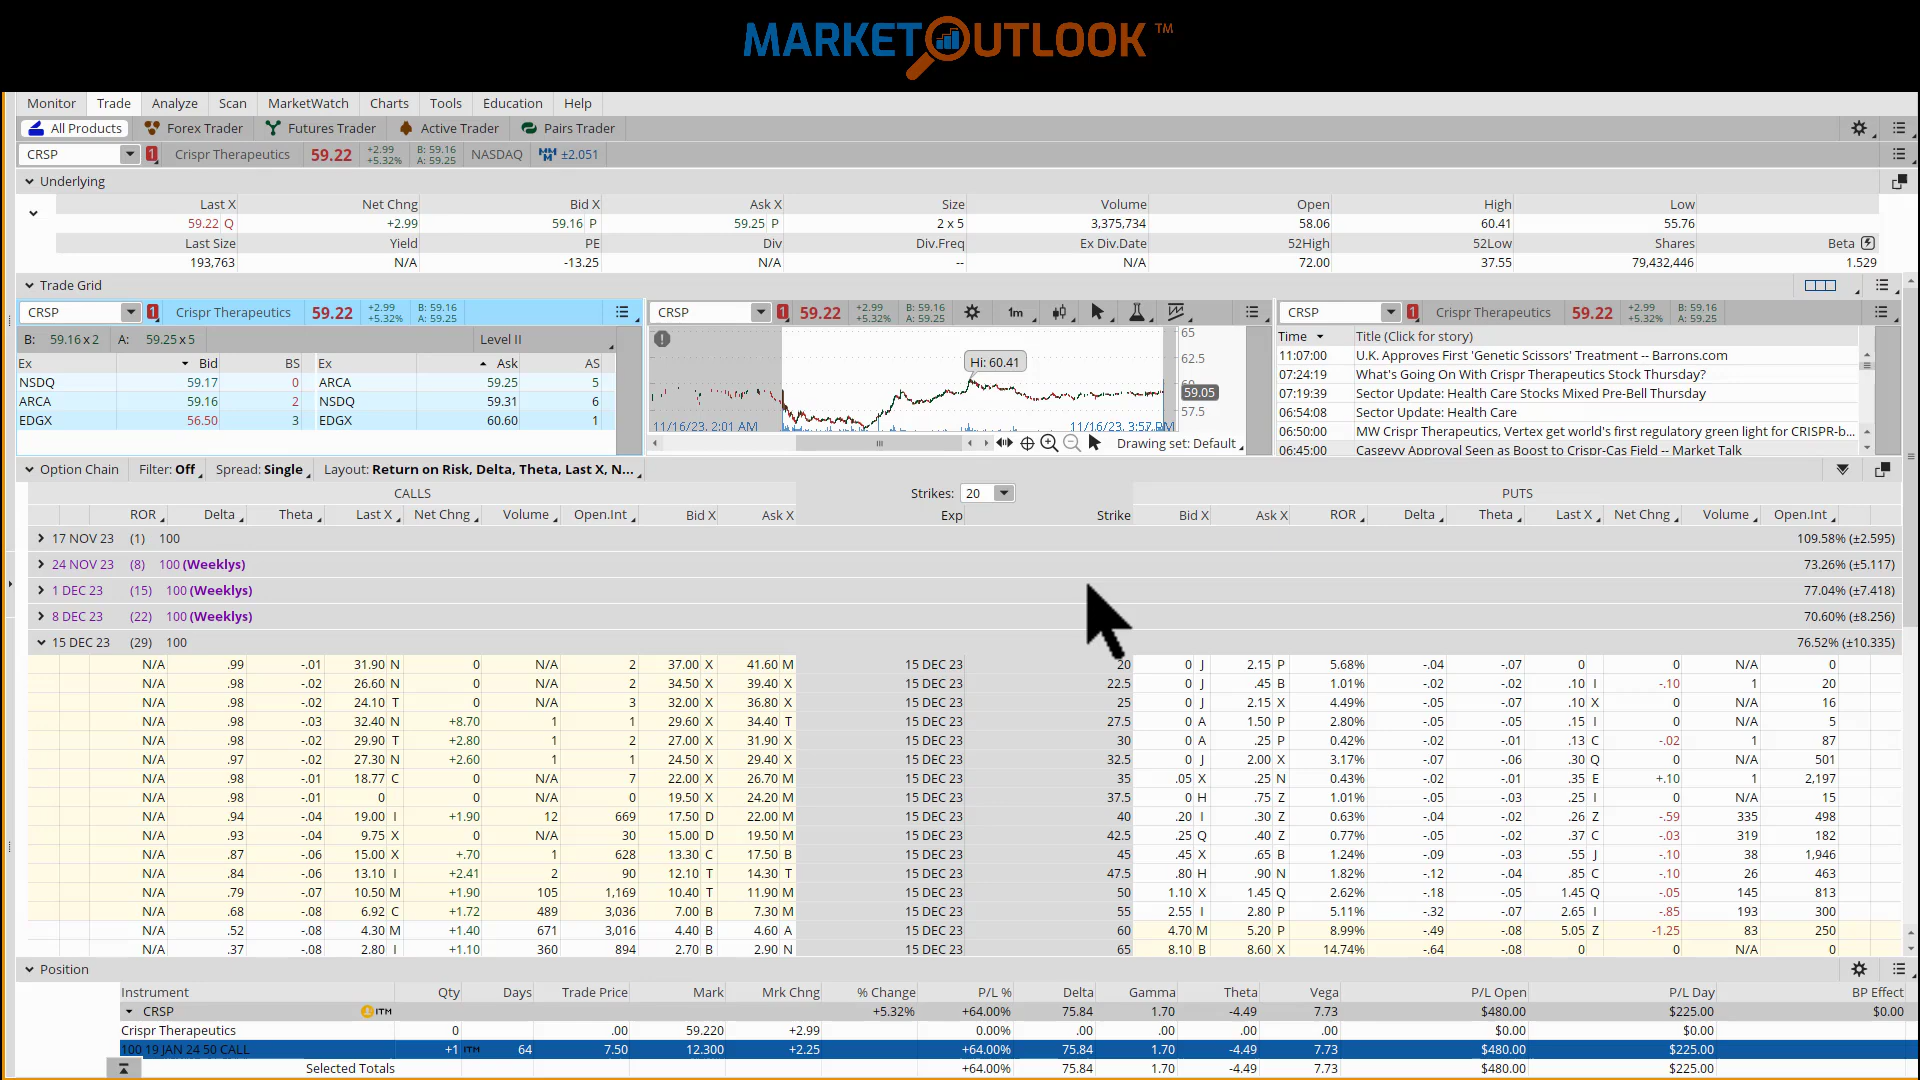 MARKETOUTLOOK™
Monitor Trade Analyze Scan MarketWatch Charts Tools Education Help
All Products Forex Trader Futures Trader Active Trader Pairs Trader
CRSP 1 Crispr Therapeutics 59.22 +2.99 +5.32% B: 59.16 A: 59.25 NASDAQ MMM ±2.051
Underlying
Last X Net Chng Bid X Ask X Size Volume Open High Low
59.22 Q +2.99 59.16 P 59.25 P 2 x 5 3,375,734 58.06 60.41 55.76
Last Size Yield PE Div Div.Freq Ex Div.Date 52High 52Low Shares Beta
193,763 N/A -13.25 N/A -- N/A 72.00 37.55 79,432,446 1.529
Trade Grid
CRSP 1 Crispr Therapeutics 59.22 +2.99 +5.32% B: 59.16 A: 59.25
B: 59.16 x 2 A: 59.25 x 5 Level II
Ex Bid BS Ex Ask AS
NSDQ 59.17 0 ARCA 59.25 5
ARCA 59.16 2 NSDQ 59.31 6
EDGX 56.50 3 EDGX 60.60 1
CRSP 1 59.22 +2.99 +5.32% B: 59.16 A: 59.25 1m
65
Hi: 60.41
62.5
60
59.05
57.5
11/16/23, 2:01 AM 11/16/23, 3:57 PM
Drawing set: Default
CRSP 1 Crispr Therapeutics 59.22 +2.99 +5.32% B: 59.16 A: 59.25
Time Title (Click for story)
11:07:00 U.K. Approves First 'Genetic Scissors' Treatment -- Barrons.com
07:24:19 What's Going On With Crispr Therapeutics Stock Thursday?
07:19:39 Sector Update: Health Care Stocks Mixed Pre-Bell Thursday
06:54:08 Sector Update: Health Care
06:50:00 MW Crispr Therapeutics, Vertex get world's first regulatory green light for CRISPR-b...
06:45:00 Casgevy Approval Seen as Boost to Crispr-Cas Field -- Market Talk
Option Chain Filter: Off Spread: Single Layout: Return on Risk, Delta, Theta, Last X, N...
CALLS Strikes: 20 PUTS
ROR Delta Theta Last X Net Chng Volume Open.Int Bid X Ask X Exp Strike Bid X Ask X ROR Delta Theta Last X Net Chng Volume Open.Int
17 NOV 23 (1) 100 109.58% (±2.595)
24 NOV 23 (8) 100 (Weeklys) 73.26% (±5.117)
1 DEC 23 (15) 100 (Weeklys) 77.04% (±7.418)
8 DEC 23 (22) 100 (Weeklys) 70.60% (±8.256)
15 DEC 23 (29) 100 76.52% (±10.335)
N/A .99 -.01 31.90 N 0 N/A 2 37.00 X 41.60 M 15 DEC 23 20 0 J 2.15 P 5.68% -.04 -.07 0 0 N/A 0
N/A .98 -.02 26.60 N 0 N/A 2 34.50 X 39.40 X 15 DEC 23 22.5 0 J .45 B 1.01% -.02 -.02 .10 I -.10 1 20
N/A .98 -.02 24.10 T 0 N/A 3 32.00 X 36.80 X 15 DEC 23 25 0 J 2.15 X 4.49% -.05 -.07 .10 X 0 N/A 16
N/A .98 -.03 32.40 N +8.70 1 1 29.60 X 34.40 T 15 DEC 23 27.5 0 A 1.50 P 2.80% -.05 -.05 .15 I 0 N/A 5
N/A .98 -.02 29.90 T +2.80 1 2 27.00 X 31.90 X 15 DEC 23 30 0 A .25 P 0.42% -.02 -.01 .13 C -.02 1 87
N/A .97 -.02 27.30 N +2.60 1 1 24.50 X 29.40 X 15 DEC 23 32.5 0 J 2.00 X 3.17% -.07 -.06 .30 Q 0 N/A 501
N/A .98 -.01 18.77 C 0 N/A 7 22.00 X 26.70 M 15 DEC 23 35 .05 X .25 N 0.43% -.02 -.01 .35 E +.10 1 2,197
N/A .98 -.01 0 0 N/A 0 19.50 X 24.20 M 15 DEC 23 37.5 0 H .75 Z 1.01% -.05 -.03 .25 I 0 N/A 15
N/A .94 -.04 19.00 I +1.90 12 669 17.50 D 22.00 M 15 DEC 23 40 .20 I .30 Z 0.63% -.04 -.02 .26 Z -.59 335 498
N/A .93 -.04 9.75 X 0 N/A 30 15.00 D 19.50 M 15 DEC 23 42.5 .25 Q .40 Z 0.77% -.05 -.02 .37 C -.03 319 182
N/A .87 -.06 15.00 X +.70 1 628 13.30 C 17.50 B 15 DEC 23 45 .45 X .65 B 1.24% -.09 -.03 .55 J -.10 38 1,946
N/A .84 -.06 13.10 I +2.41 2 90 12.10 T 14.30 T 15 DEC 23 47.5 .80 H .90 N 1.82% -.12 -.04 .85 C -.10 26 463
N/A .79 -.07 10.50 M +1.90 105 1,169 10.40 T 11.90 M 15 DEC 23 50 1.10 X 1.45 Q 2.62% -.18 -.05 1.45 Q -.05 145 813
N/A .68 -.08 6.92 C +1.72 489 3,036 7.00 B 7.30 M 15 DEC 23 55 2.55 I 2.80 P 5.11% -.32 -.07 2.65 I -.85 193 300
N/A .52 -.08 4.30 M +1.40 671 3,016 4.40 B 4.60 A 15 DEC 23 60 4.70 M 5.20 P 8.99% -.49 -.08 5.05 Z -1.25 83 250
N/A .37 -.08 2.80 I +1.10 360 894 2.70 B 2.90 N 15 DEC 23 65 8.10 B 8.60 X 14.74% -.64 -.08 0 0 N/A 0
Position
Instrument Qty Days Trade Price Mark Mrk Chng % Change P/L % Delta Gamma Theta Vega P/L Open P/L Day BP Effect
CRSP ITM +5.32% +64.00% 75.84 1.70 -4.49 7.73 $480.00 $225.00 $0.00
Crispr Therapeutics 0 .00 59.220 +2.99 0.00% .00 .00 .00 .00 $0.00 $0.00
100 19 JAN 24 50 CALL +1 ITM 64 7.50 12.300 +2.25 +64.00% 75.84 1.70 -4.49 7.73 $480.00 $225.00
Selected Totals +64.00% 75.84 1.70 -4.49 7.73 $480.00 $225.00